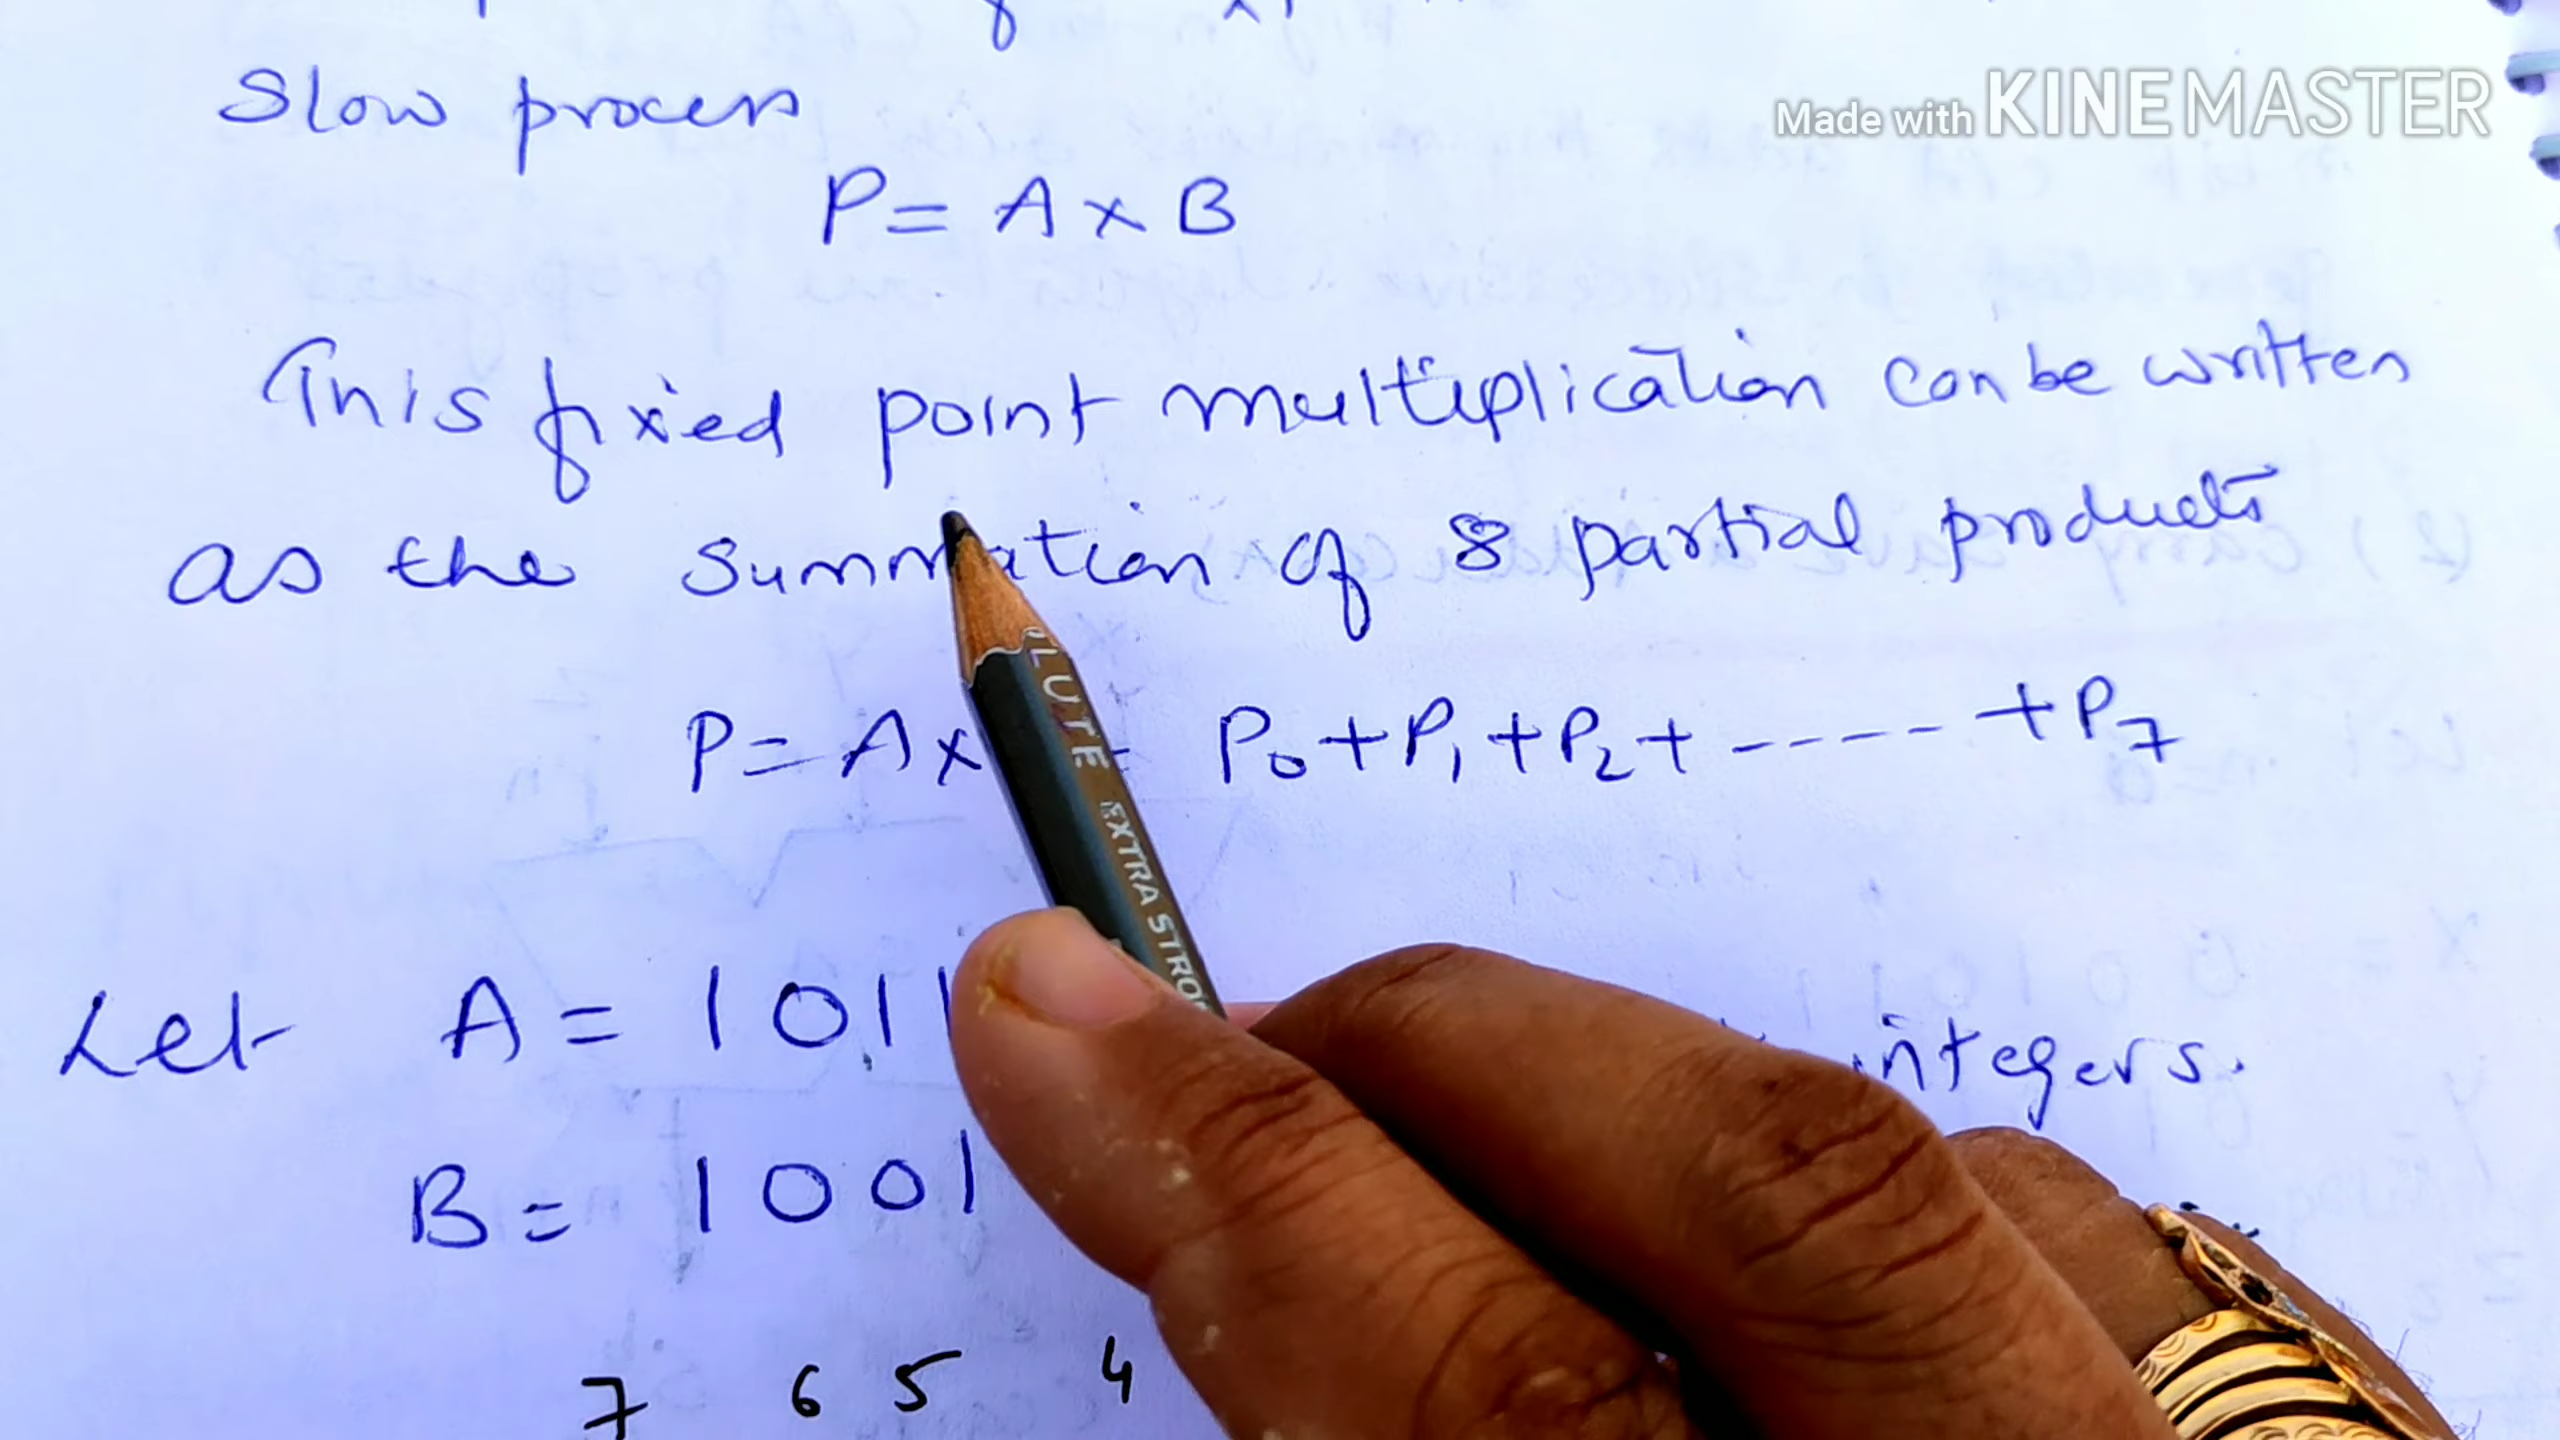 Slow process
Made with KINEMASTER
P = A x B
This fixed point multiplication can be written
as the summation of 8 partial products
P = A x = P0 + P1 + P2 + ----- + P7
LUTE EXTRA STRO
Let A = 1011 integers.
B = 1001
7 6 5 4